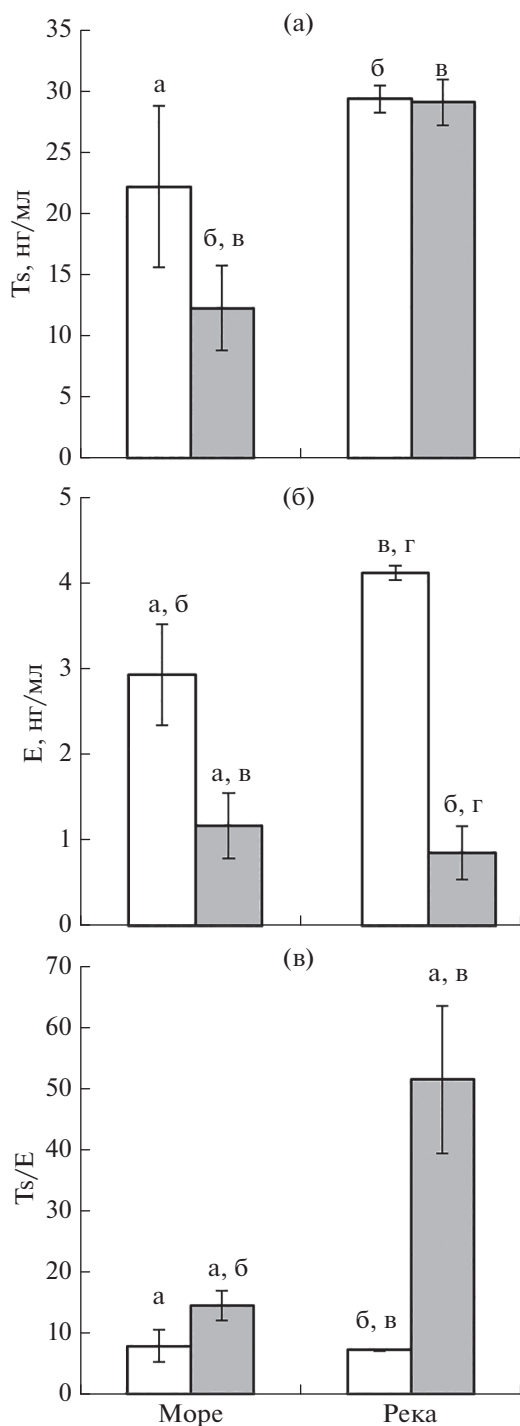 (а)
35
30
25
20
15
10
5
0
Ts, нг/мл
а
б, в
б
в
(б)
5
4
3
2
1
0
E, нг/мл
а, б
а, в
в, г
б, г
(в)
70
60
50
40
30
20
10
0
Ts/E
а
а, б
б, в
а, в
Море
Река